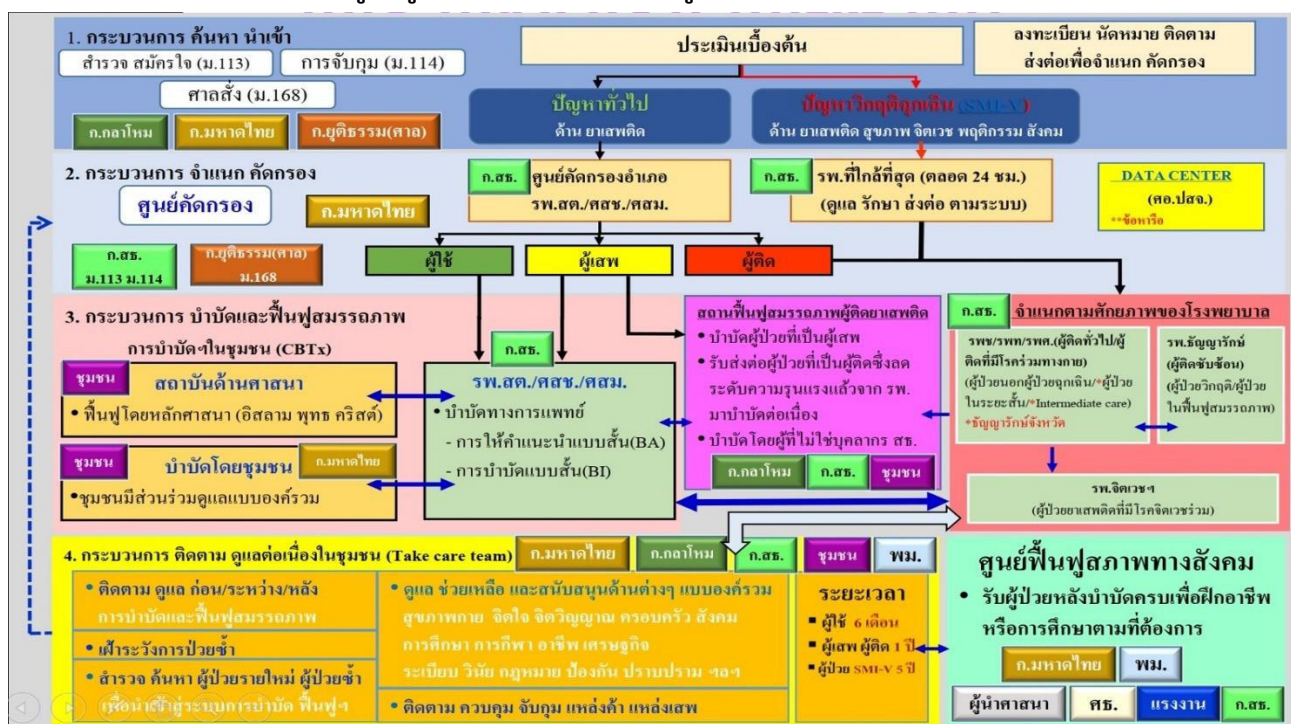 1. กระบวนการ ค้นหา นำเข้า
สำรวจ สมัครใจ (ม.113)
การจับกุม (ม.114)
ศาลสั่ง (ม.168)
ก.กลาโหม
ก.มหาดไทย
ก.ยุติธรรม(ศาล)
ประเมินเบื้องต้น
ลงทะเบียน นัดหมาย ติดตาม
ส่งต่อเพื่อจำแนก คัดกรอง
ปัญหาทั่วไป
ด้าน ยาเสพติด
ปัญหาวิกฤติฉุกเฉิน (SMI-V)
ด้าน ยาเสพติด สุขภาพ จิตเวช พฤติกรรม สังคม
2. กระบวนการ จำแนก คัดกรอง
ศูนย์คัดกรอง
ก.มหาดไทย
ก.สธ.
ม.113 ม.114
ก.ยุติธรรม(ศาล)
ม.168
ก.สธ.
ศูนย์คัดกรองอำเภอ
รพ.สต./ศสช./ศสม.
ก.สธ.
รพ.ที่ใกล้ที่สุด (ตลอด 24 ชม.)
(ดูแล รักษา ส่งต่อ ตามระบบ)
DATA CENTER
(ศอ.ปสจ.)
**ข้อหารือ
ผู้ใช้
ผู้เสพ
ผู้ติด
3. กระบวนการ บำบัดและฟื้นฟูสมรรถภาพ
การบำบัดฯในชุมชน (CBTx)
ชุมชน
สถาบันด้านศาสนา
• ฟื้นฟูโดยหลักศาสนา (อิสลาม พุทธ คริสต์)
ชุมชน
บำบัดโดยชุมชน
ก.มหาดไทย
•ชุมชนมีส่วนร่วมดูแลแบบองค์รวม
ก.สธ.
รพ.สต./ศสช./ศสม.
• บำบัดทางการแพทย์
- การให้คำแนะนำแบบสั้น(BA)
- การบำบัดแบบสั้น(BI)
สถานฟื้นฟูสมรรถภาพผู้ติดยาเสพติด
• บำบัดผู้ป่วยที่เป็นผู้เสพ
• รับส่งต่อผู้ป่วยที่เป็นผู้ติดซึ่งลด
ระดับความรุนแรงแล้วจาก รพ.
มาบำบัดต่อเนื่อง
• บำบัดโดยผู้ที่ไม่ใช่บุคลากร สธ.
ก.กลาโหม
ก.สธ.
ชุมชน
ก.สธ.
จำแนกตามศักยภาพของโรงพยาบาล
รพช/รพท/รพศ.(ผู้ติดทั่วไป/ผู้
ติดที่มีโรคร่วมทางกาย)
(ผู้ป่วยนอกผู้ป่วยฉุกเฉิน/*ผู้ป่วย
ในระยะสั้น/*Intermediate care)
*ธัญญารักษ์จังหวัด
รพ.ธัญญารักษ์
(ผู้ติดซับซ้อน)
(ผู้ป่วยวิกฤติ/ผู้ป่วย
ในฟื้นฟูสมรรถภาพ)
รพ.จิตเวชฯ
(ผู้ป่วยยาเสพติดที่มีโรคจิตเวชร่วม)
4. กระบวนการ ติดตาม ดูแลต่อเนื่องในชุมชน (Take care team)
ก.มหาดไทย
ก.กลาโหม
ก.สธ.
ชุมชน
พม.
• ติดตาม ดูแล ก่อน/ระหว่าง/หลัง
การบำบัดและฟื้นฟูสมรรถภาพ
• เฝ้าระวังการป่วยซ้ำ
• สำรวจ ค้นหา ผู้ป่วยรายใหม่ ผู้ป่วยซ้ำ
เพื่อนำเข้าสู่ระบบการบำบัด ฟื้นฟูฯ
• ดูแล ช่วยเหลือ และสนับสนุนด้านต่างๆ แบบองค์รวม
สุขภาพกาย จิตใจ จิตวิญญาณ ครอบครัว สังคม
การศึกษา การกีฬา อาชีพ เศรษฐกิจ
ระเบียบ วินัย กฎหมาย ป้องกัน ปราบปราม ฯลฯ
• ติดตาม ควบคุม จับกุม แหล่งค้า แหล่งเสพ
ระยะเวลา
▪ ผู้ใช้ 6 เดือน
▪ ผู้เสพ ผู้ติด 1 ปี
▪ ผู้ป่วย SMI-V 5 ปี
ศูนย์ฟื้นฟูสภาพทางสังคม
• รับผู้ป่วยหลังบำบัดครบเพื่อฝึกอาชีพ
หรือการศึกษาตามที่ต้องการ
ก.มหาดไทย
พม.
ผู้นำศาสนา
ศธ.
แรงงาน
ก.สธ.